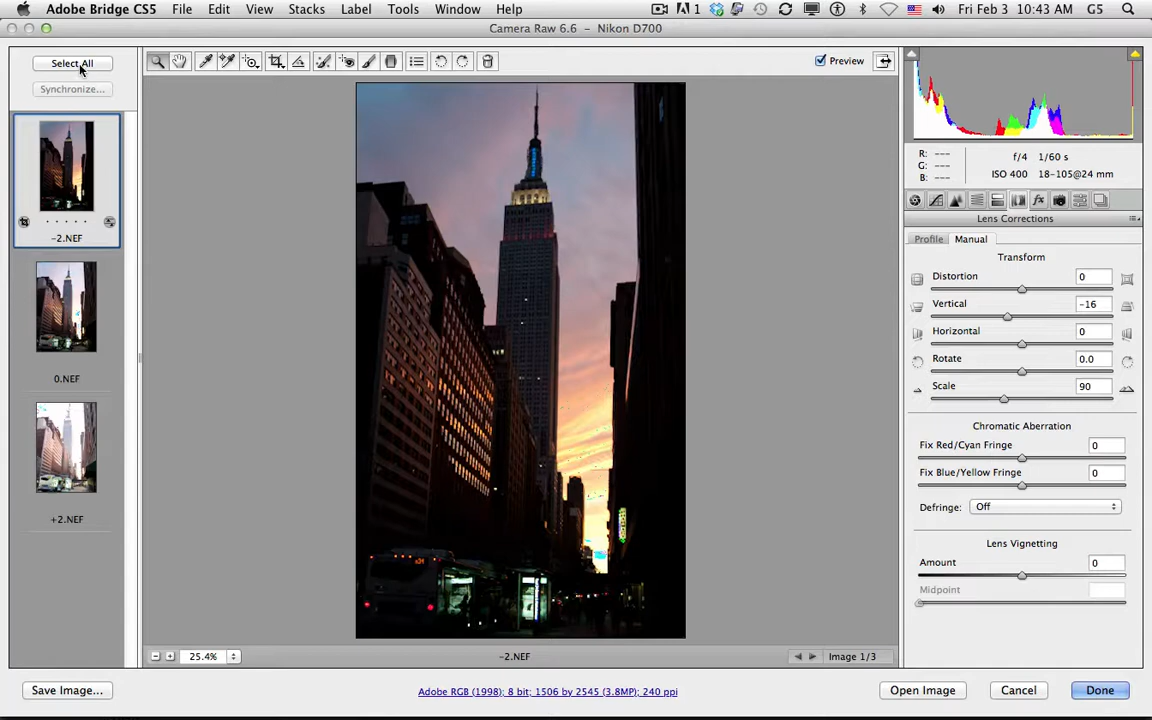 Adobe Bridge CS5 File Edit View Stacks Label Tools Window Help 1 Fri Feb 3 10:43 AM G5
Camera Raw 6.6 – Nikon D700
Select All
Synchronize...
-2.NEF
0.NEF
+2.NEF
Preview
R: ---
G: ---
B: ---
f/4 1/60 s
ISO 400 18-105@24 mm
Lens Corrections
Profile Manual
Transform
Distortion 0
Vertical -16
Horizontal 0
Rotate 0.0
Scale 90
Chromatic Aberration
Fix Red/Cyan Fringe 0
Fix Blue/Yellow Fringe 0
Defringe: Off
Lens Vignetting
Amount 0
Midpoint
25.4%
-2.NEF
Image 1/3
Save Image...
Adobe RGB (1998); 8 bit; 1506 by 2545 (3.8MP); 240 ppi
Open Image
Cancel
Done